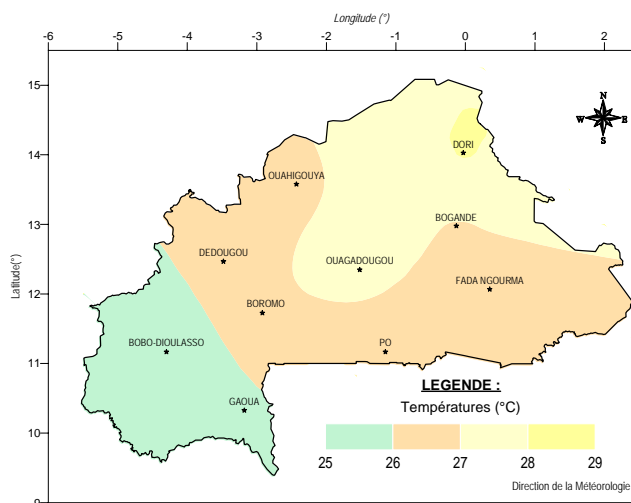 Longitude (°)
-6 -5 -4 -3 -2 -1 0 1 2
15
N
W E
S
DORI
14
OUAHIGOUYA
13
BOGANDE
DEDOUGOU
OUAGADOUGOU
Latitude(°)
FADA NGOURMA
12
BOROMO
BOBO-DIOULASSO
PO
11
LEGENDE :
GAOUA
Températures (°C)
10
25 26 27 28 29
Direction de la Météorologie
9